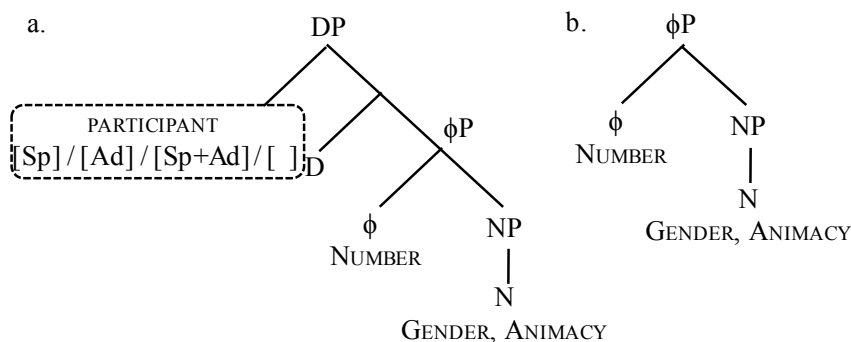 a.
DP
PARTICIPANT
[Sp] / [Ad] / [Sp+Ad] / [ ]
D
ϕP
ϕ
NUMBER
NP
N
GENDER, ANIMACY
b.
ϕP
ϕ
NUMBER
NP
N
GENDER, ANIMACY